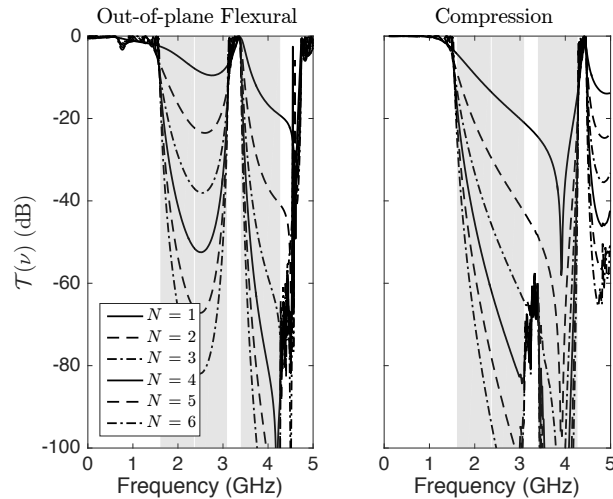 Out-of-plane Flexural
Compression
0
-20
-40
-60
-80
-100
𝒯(ν) (dB)
N = 1
N = 2
N = 3
N = 4
N = 5
N = 6
0 1 2 3 4 5
0 1 2 3 4 5
Frequency (GHz)
Frequency (GHz)